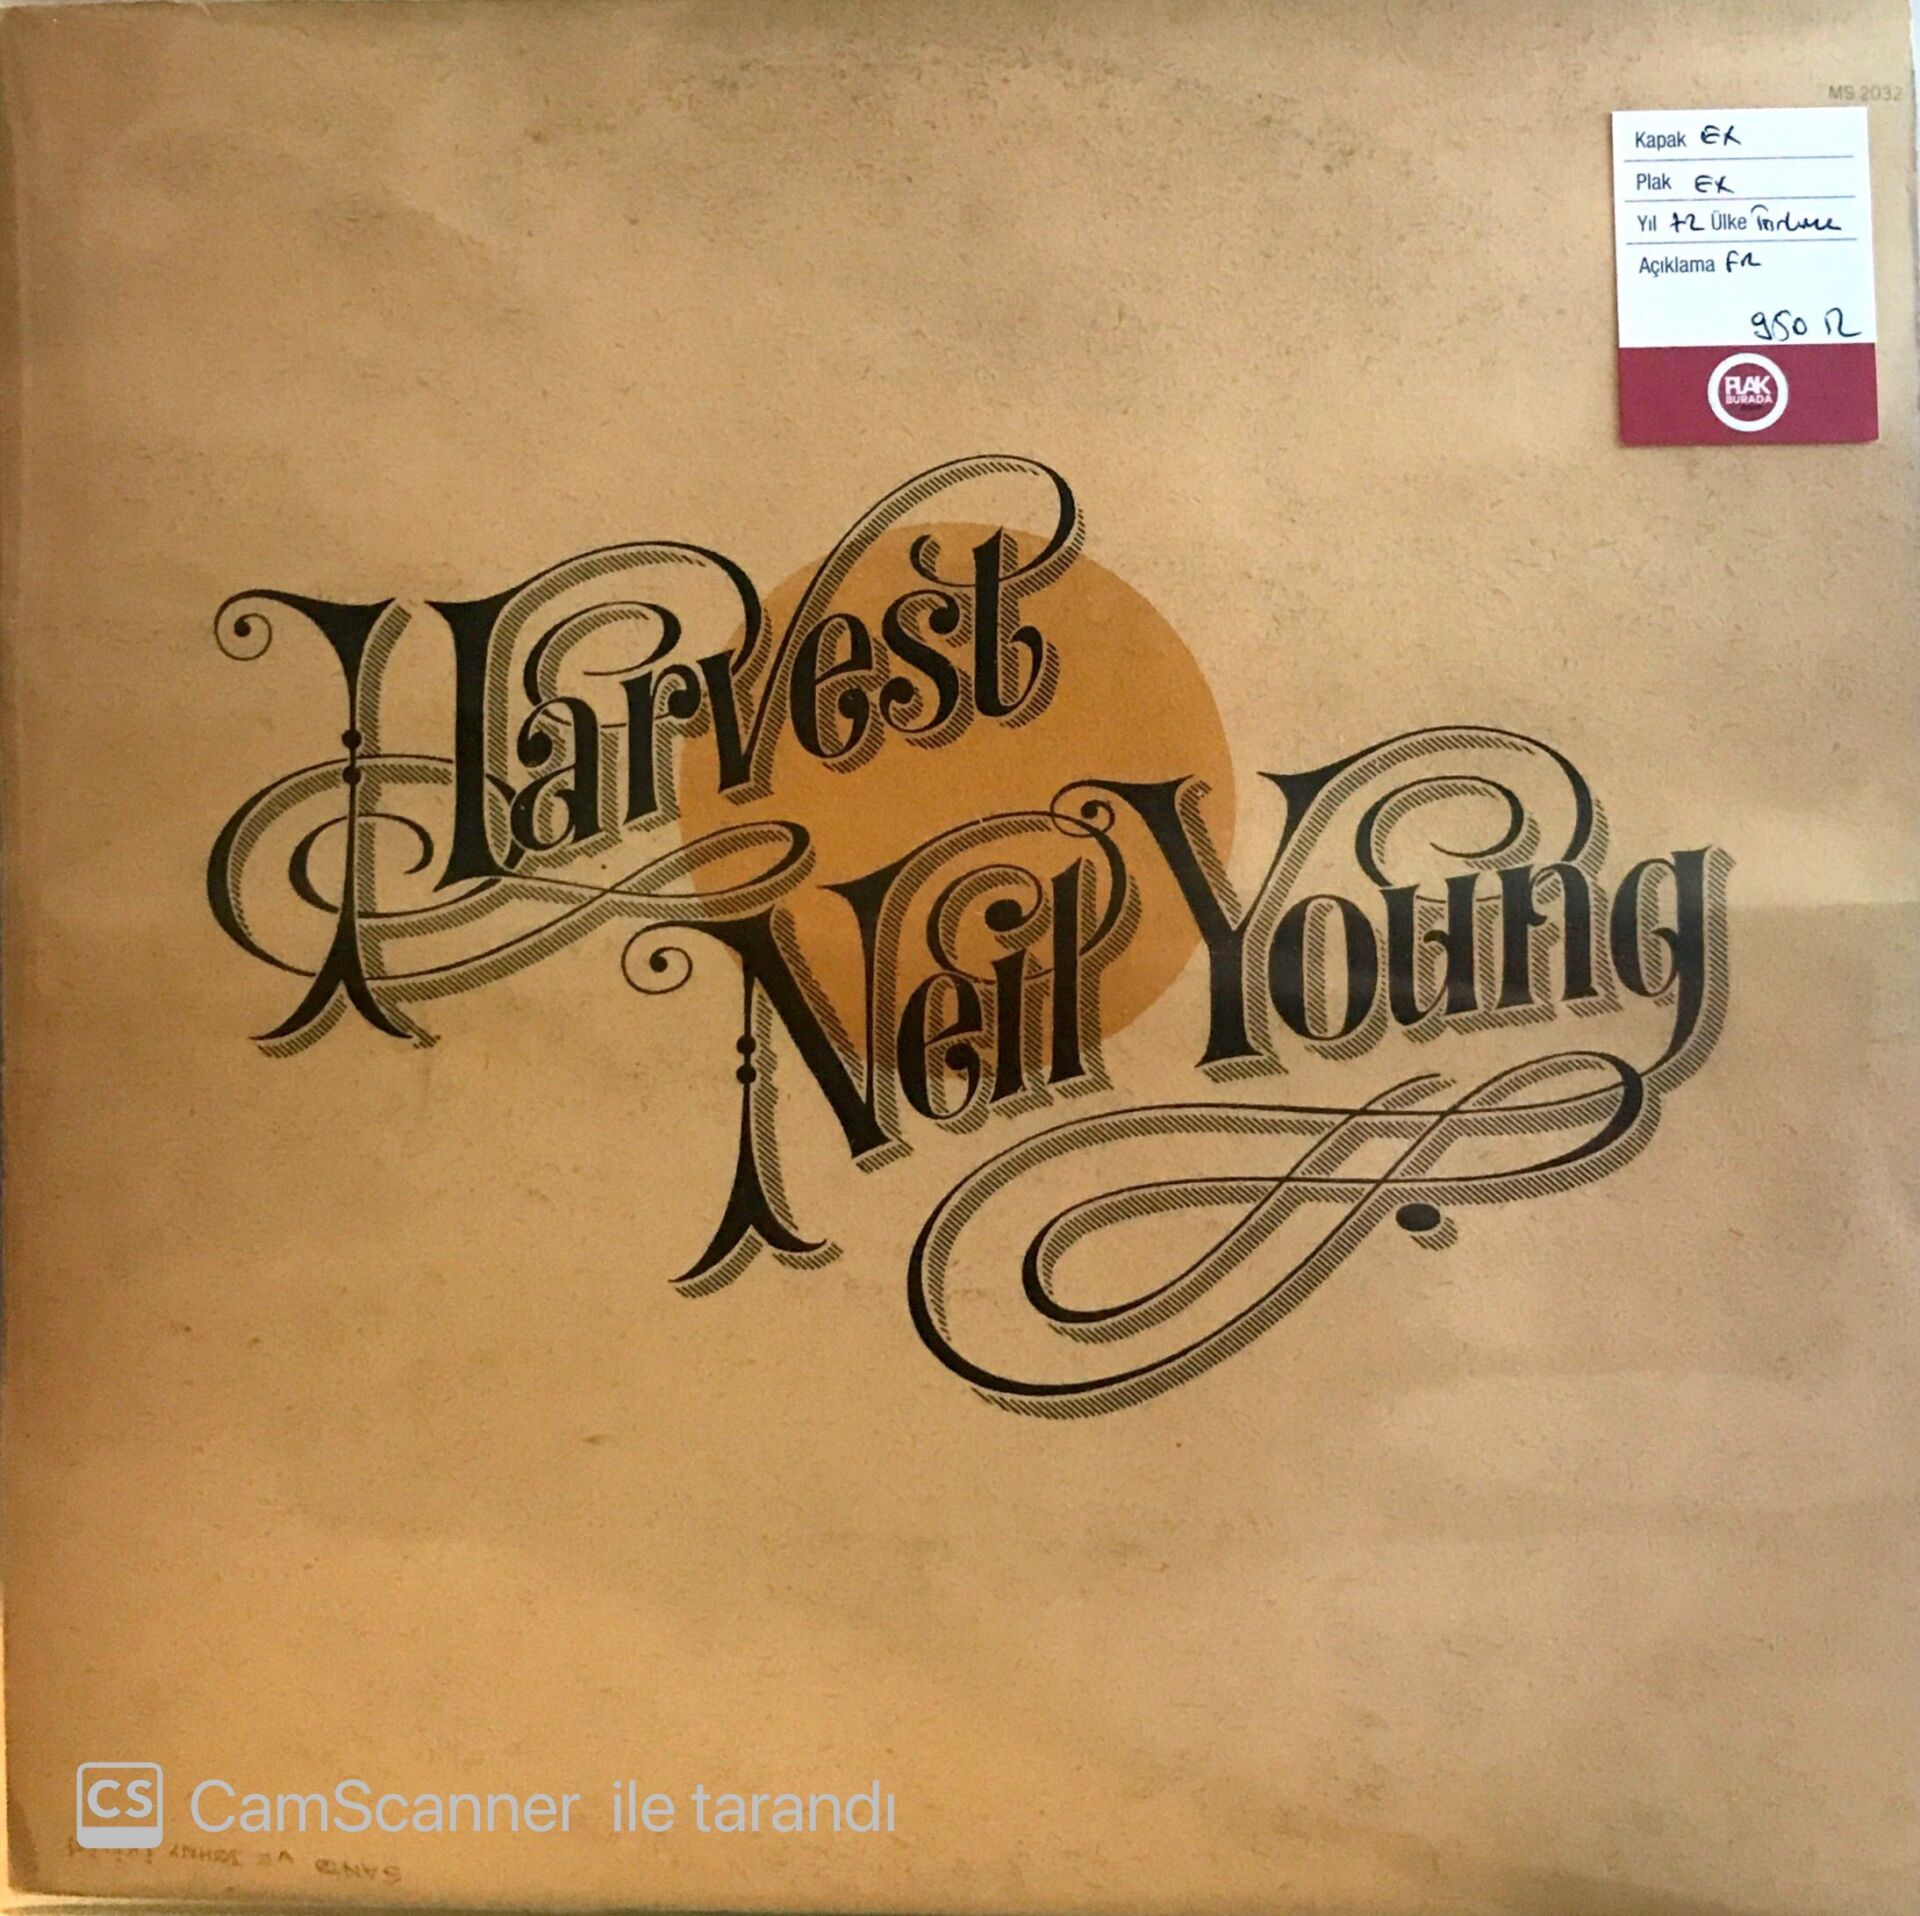 MS 2032
Kapak EX
Plak EX
Yıl 72 Ülke
Açıklama FR
950 TL
PLAK
BURADA
Harvest
Neil Young
CS CamScanner ile tarandı